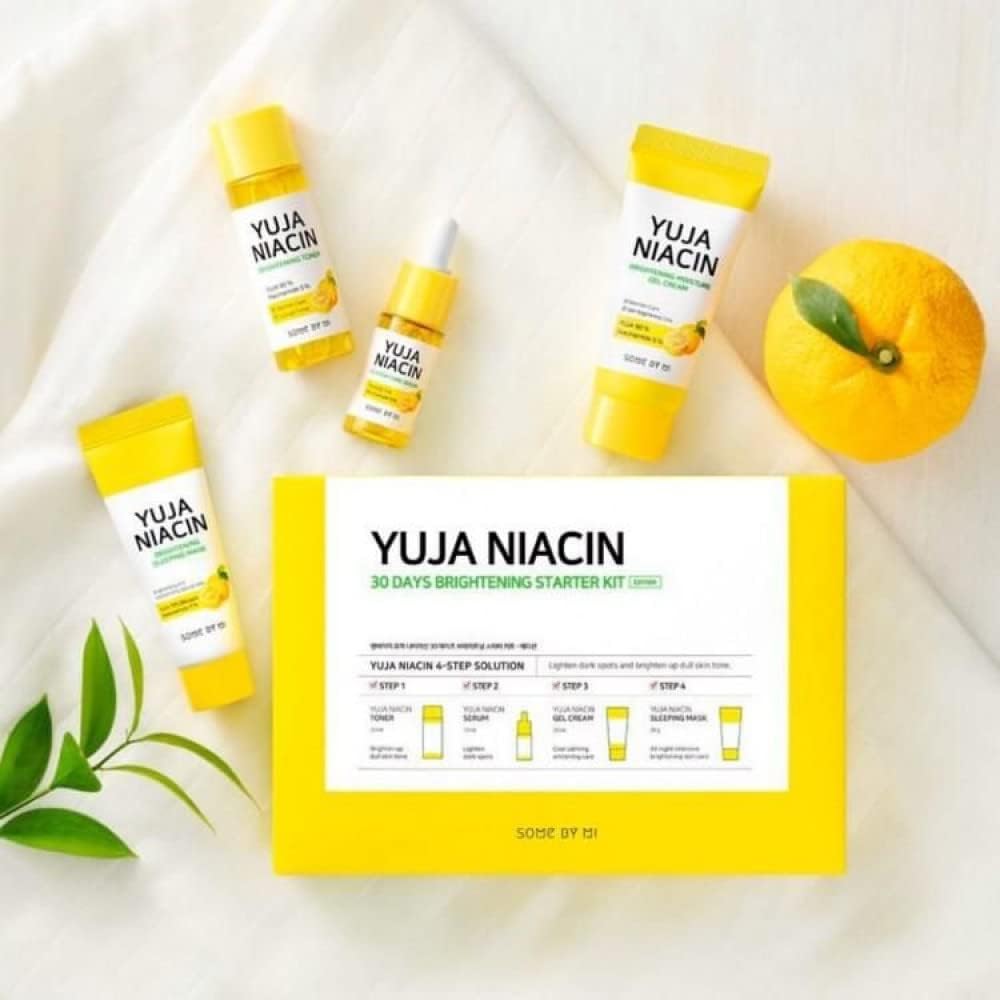 YUJA
NIACIN
BRIGHTENING TONER
SOME BY MI
YUJA
NIACIN
SOME BY MI
YUJA
NIACIN
BRIGHTENING MOISTURE
GEL CREAM
SOME BY MI
YUJA
NIACIN
BRIGHTENING
SLEEPING MASK
SOME BY MI
YUJA NIACIN
30 DAYS BRIGHTENING STARTER KIT EDITION
YUJA NIACIN 4-STEP SOLUTION
Lighten dark spots and brighten up dull skin tone.
STEP 1
STEP 2
STEP 3
STEP 4
YUJA NIACIN
TONER
Brighten up
dull skin tone
YUJA NIACIN
SERUM
Lighten
dark spots
YUJA NIACIN
GEL CREAM
YUJA NIACIN
SLEEPING MASK
SOME BY MI